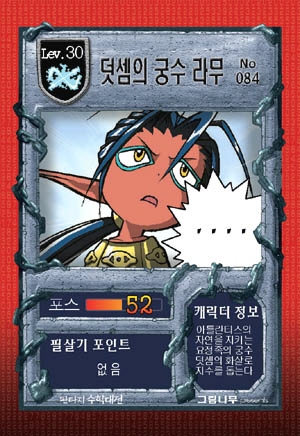 Lev.30
덧셈의 궁수 라무
No
084
. . . .
포스 52
필살기 포인트
없음
캐릭터 정보
아틀란티스의
자연을 지키는
요정족의 궁수
덧셈의 화살로
지수를 돕는다
판타지 수학대전
그림나무